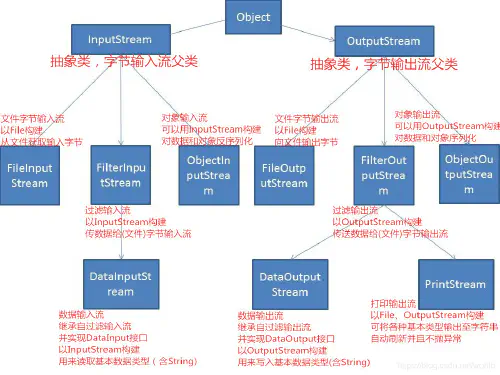 Object
InputStream
OutputStream
抽象类，字节输入流父类
抽象类，字节输出流父类
文件字节输入流
以File构建
从文件获取输入字节
对象输入流
可以用InputStream构建
对数据和对象反序列化
文件字节输出流
以File构建
向文件输出字节
对象输出流
可以用OutputStream构建
对数据和对象序列化
FileInput
Stream
FilterInp
utStream
ObjectIn
putStrea
m
FileOutp
utStream
FilterOut
putStrea
m
ObjectOu
tputStrea
m
过滤输入流
以InputStream构建
传数据给(文件)字节输入流
过滤输出流
以OutputStream构建
传送数据给(文件)字节输出流
DataInputSt
ream
DataOutput
Stream
PrintStream
数据输入流
继承自过滤输入流
并实现DataInput接口
以InputStream构建
用来读取基本数据类型（含String）
数据输出流
继承自过滤输出流
并实现DataOutput接口
以OutputStream构建
用来写入基本数据类型(含String)
打印输出流
以File、OutputStream构建
可将各种基本类型输出至字符串
自动刷新并且不抛异常